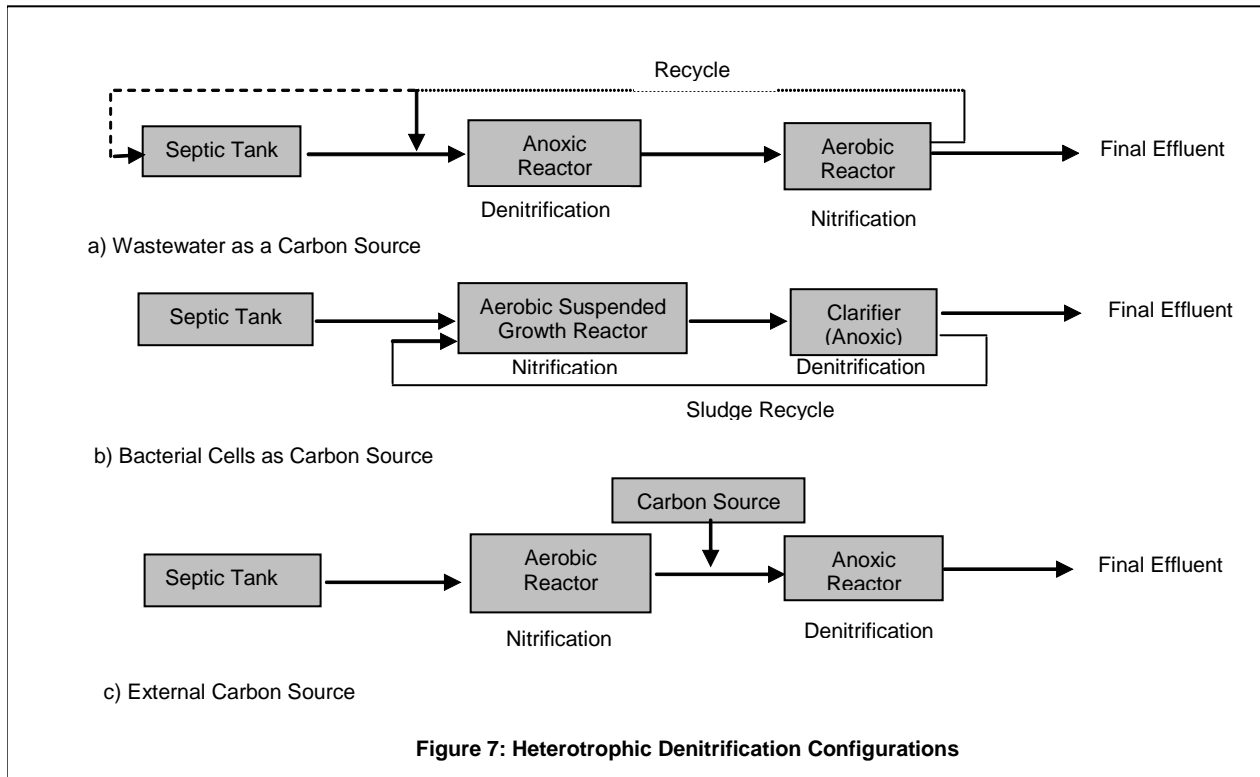 Recycle
Septic Tank
Anoxic
Reactor
Aerobic
Reactor
Final Effluent
Denitrification
Nitrification
a) Wastewater as a Carbon Source
Septic Tank
Aerobic Suspended
Growth Reactor
Clarifier
(Anoxic)
Final Effluent
Nitrification
Denitrification
Sludge Recycle
b) Bacterial Cells as Carbon Source
Carbon Source
Septic Tank
Aerobic
Reactor
Anoxic
Reactor
Final Effluent
Nitrification
Denitrification
c) External Carbon Source
Figure 7: Heterotrophic Denitrification Configurations